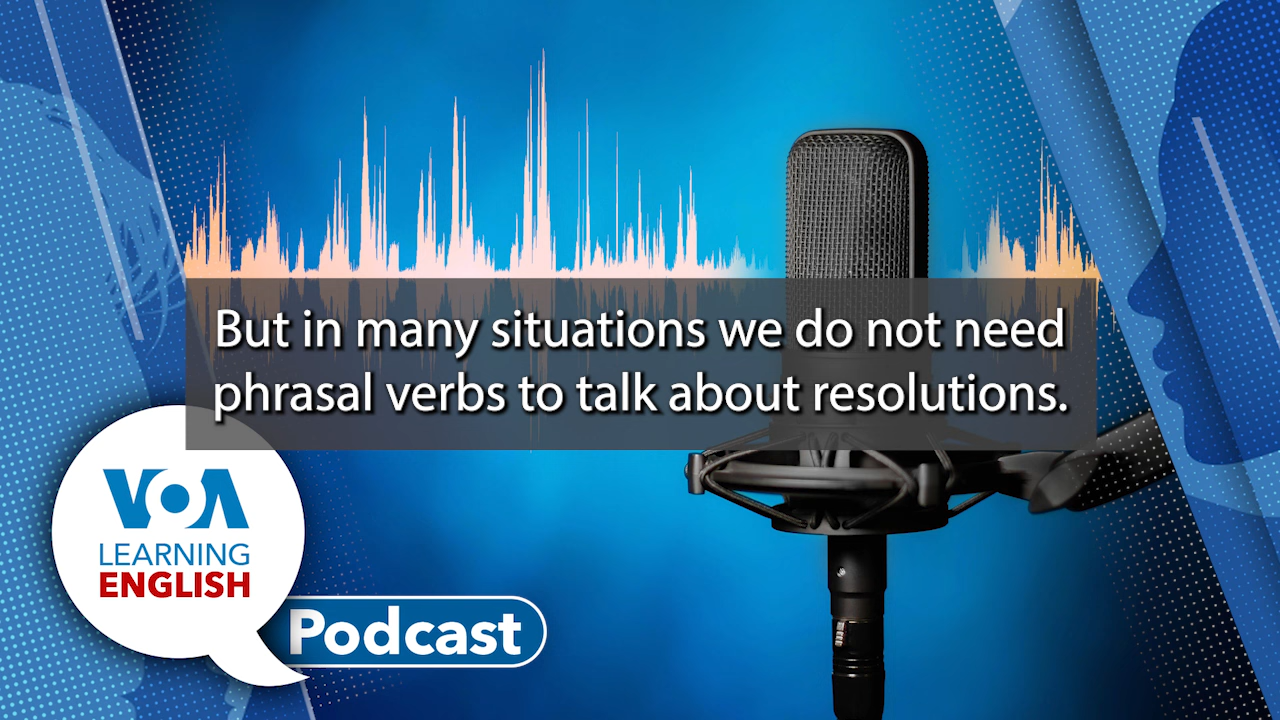 But in many situations we do not need
phrasal verbs to talk about resolutions.
VOA
LEARNING
ENGLISH
Podcast